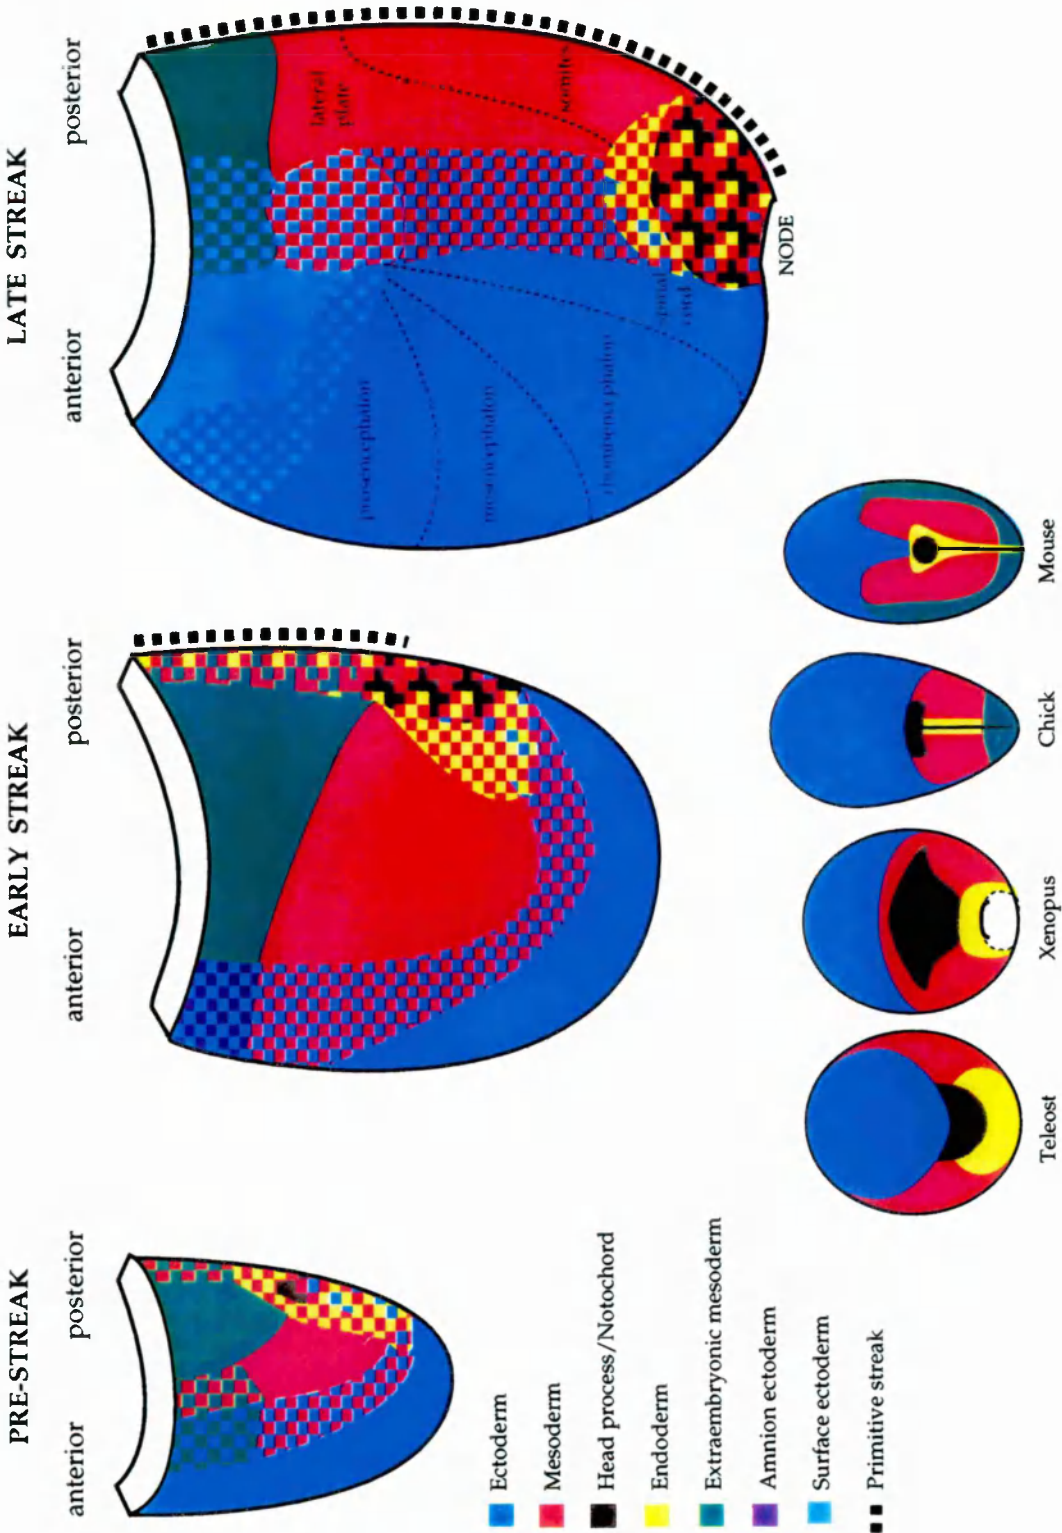 PRE-STREAK
anterior
posterior
EARLY STREAK
anterior
posterior
LATE STREAK
anterior
posterior
lateral
plate
somites
prosencephalon
mesencephalon
rhombencephalon
spinal
cord
NODE
Ectoderm
Mesoderm
Head process/Notochord
Endoderm
Extraembryonic mesoderm
Amnion ectoderm
Surface ectoderm
Primitive streak
Teleost
Xenopus
Chick
Mouse